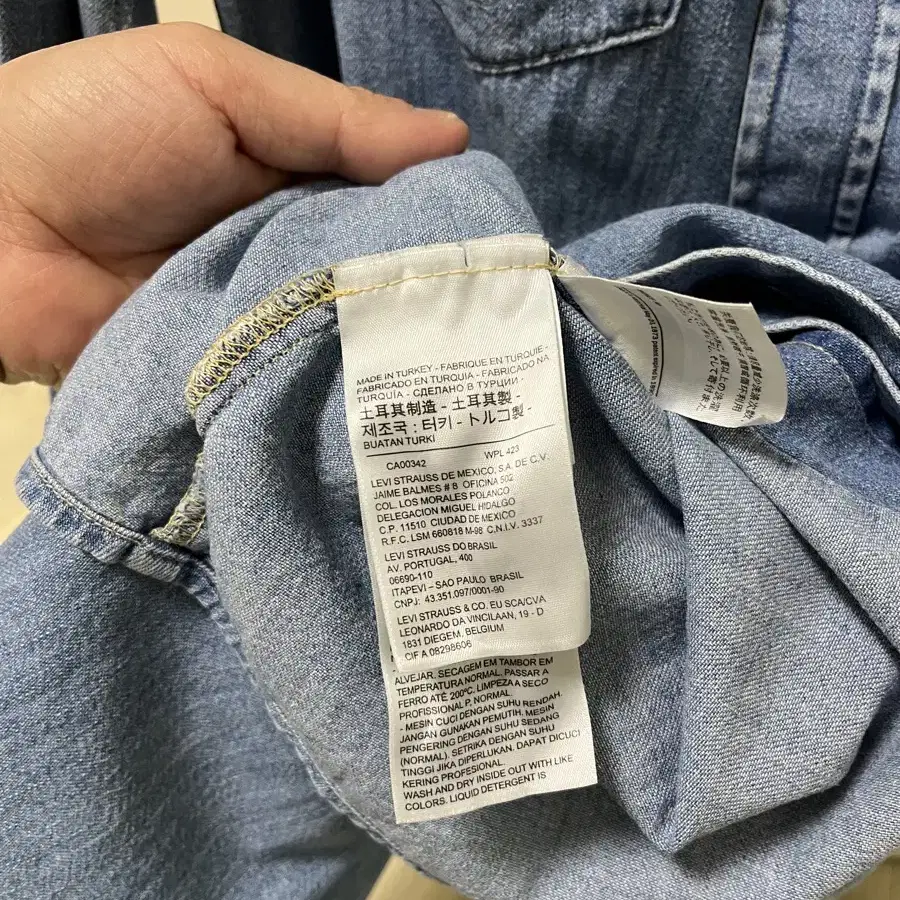 MADE IN TURKEY - FABRIQUE EN TURQUIE -
FABRICADO EN TURQUIA - FABRICADO NA
TURQUÍA - СДЕЛАНО В ТУРЦИИ -
土耳其制造 - 土耳其製 -
제조국 : 터키 - トルコ製 -
BUATAN TURKI
CA00342 WPL 423
LEVI STRAUSS DE MEXICO, S.A. DE C.V.
JAIME BALMES # 8 OFICINA 502
COL. LOS MORALES POLANCO
DELEGACION MIGUEL HIDALGO
C.P. 11510 CIUDAD DE MEXICO
R.F.C. LSM 660818 M-98 C.N.I.V. 3337
LEVI STRAUSS DO BRASIL
AV. PORTUGAL, 400
06690-110
ITAPEVI – SAO PAULO BRASIL
CNPJ: 43.351.097/0001-90
LEVI STRAUSS & CO. EU SCA/CVA
LEONARDO DA VINCILAAN, 19 - D
1831 DIEGEM, BELGIUM
CIF A 08298606
ALVEJAR. SECAGEM EM TAMBOR EM
TEMPERATURA NORMAL. PASSAR A
FERRO ATÉ 200ºC. LIMPEZA A SECO
PROFISSIONAL P, NORMAL.
- MESIN CUCI DENGAN SUHU RENDAH.
JANGAN GUNAKAN PEMUTIH. MESIN
PENGERING DENGAN SUHU SEDANG
(NORMAL). SETRIKA DENGAN SUHU
TINGGI JIKA DIPERLUKAN. DAPAT DICUCI
KERING PROFESIONAL.
WASH AND DRY INSIDE OUT WITH LIKE
COLORS. LIQUID DETERGENT IS